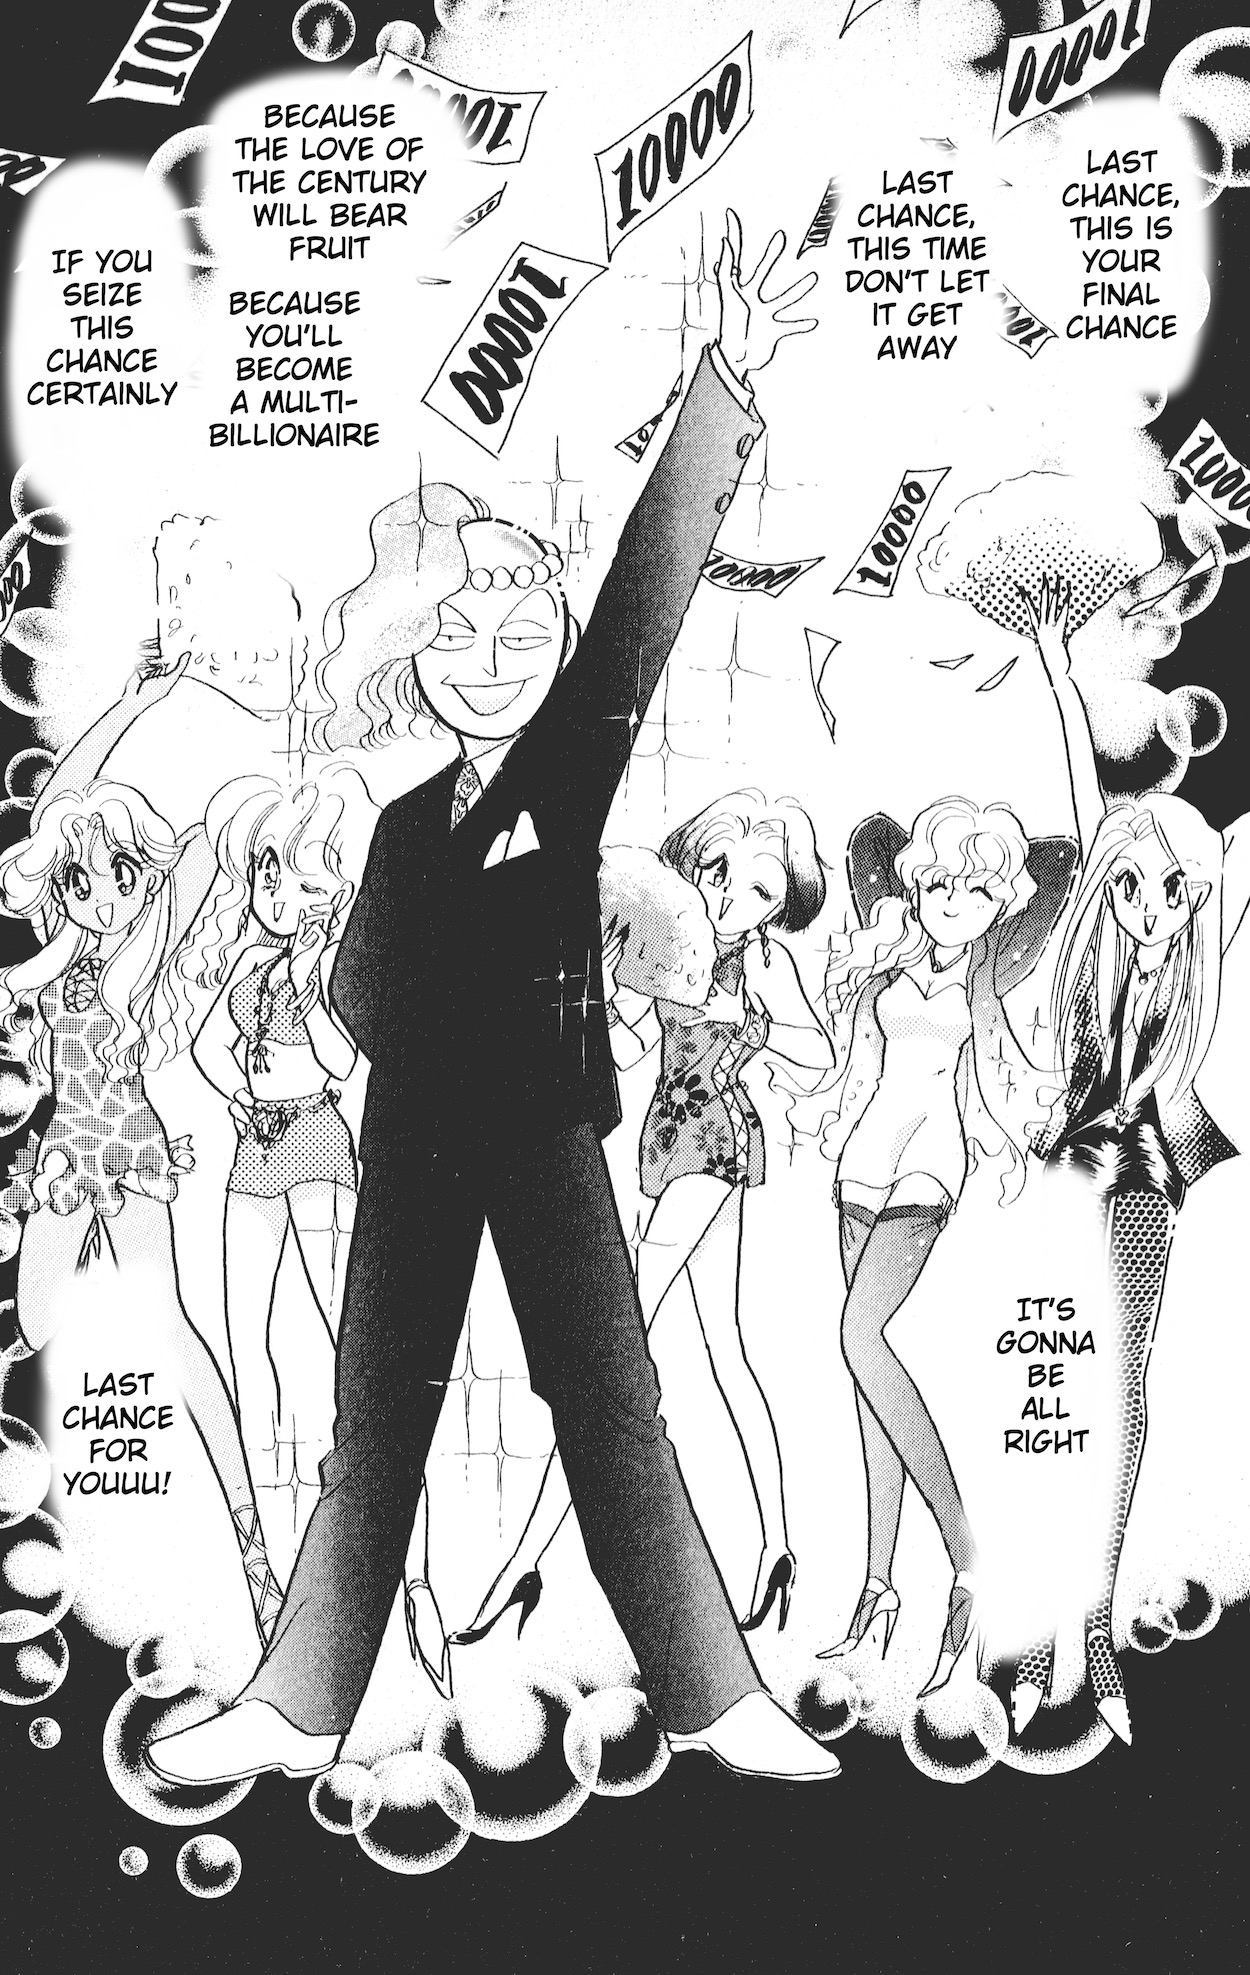 LAST
CHANCE,
THIS IS
YOUR
FINAL
CHANCE
LAST
CHANCE,
THIS TIME
DON'T LET
IT GET
AWAY
BECAUSE
THE LOVE OF
THE CENTURY
WILL BEAR
FRUIT
BECAUSE
YOU'LL
BECOME
A MULTI-
BILLIONAIRE
IF YOU
SEIZE
THIS
CHANCE
CERTAINLY
IT'S
GONNA
BE
ALL
RIGHT
LAST
CHANCE
FOR
YOUUU!
10000
10000
10000
10000
10000
10000